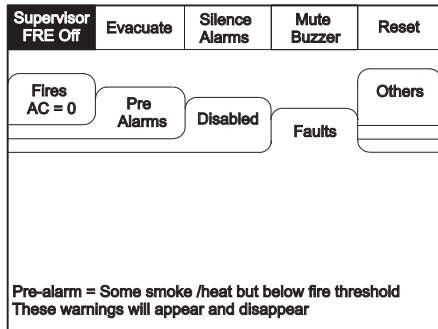 Supervisor
FRE Off
Evacuate
Silence
Alarms
Mute
Buzzer
Reset
Fires
AC = 0
Pre
Alarms
Disabled
Faults
Others
Pre-alarm = Some smoke /heat but below fire threshold
These warnings will appear and disappear